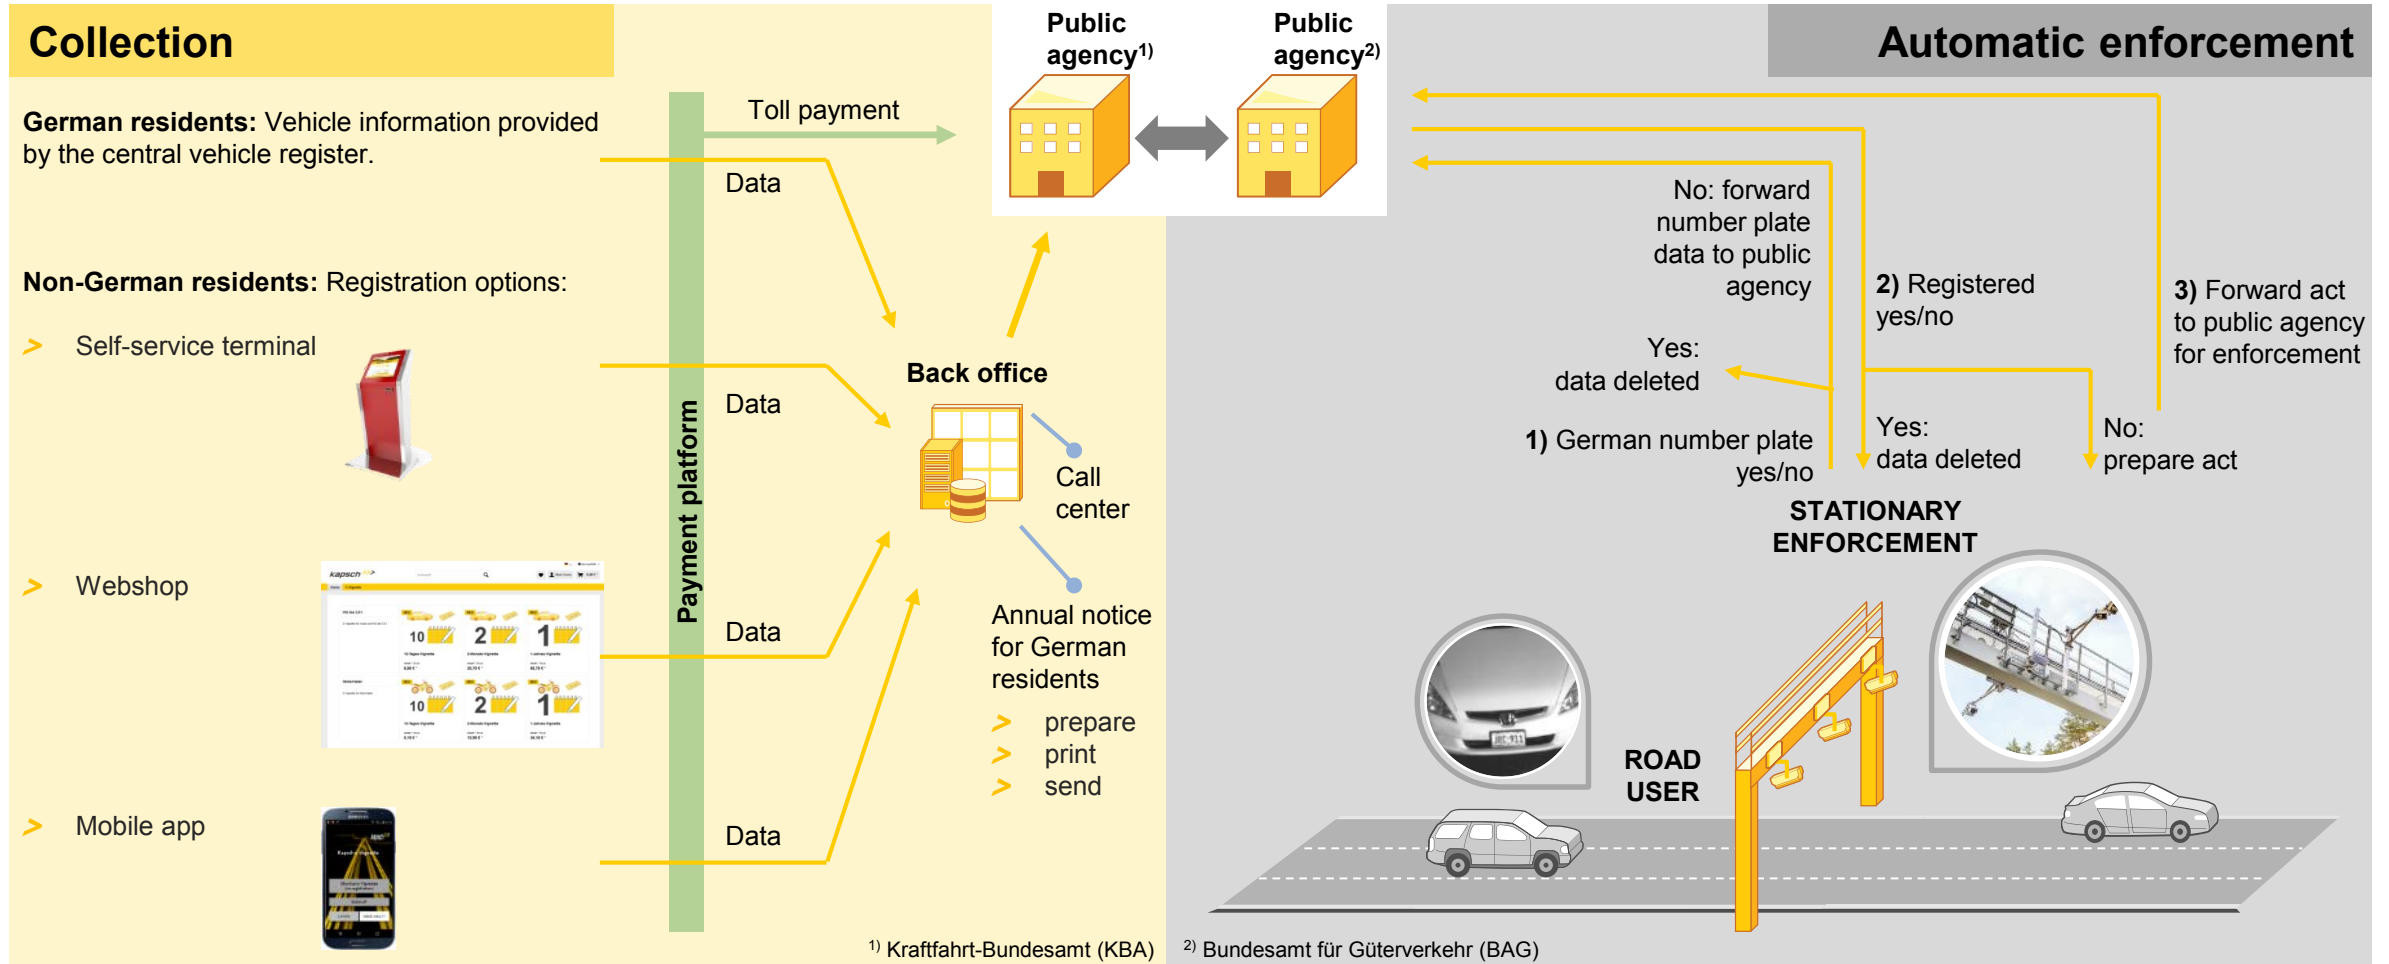 Collection
German residents: Vehicle information provided
by the central vehicle register.
Non-German residents: Registration options:
> Self-service terminal
> Webshop
> Mobile app
kapsch
10
2
1
10
2
1
Payment platform
Toll payment
Data
Data
Data
Data
Public
agency1)
Public
agency2)
Back office
Call
center
Annual notice
for German
residents
> prepare
> print
> send
1) Kraftfahrt-Bundesamt (KBA)
Automatic enforcement
No: forward
number plate
data to public
agency
Yes:
data deleted
1) German number plate
yes/no
2) Registered
yes/no
Yes:
data deleted
No:
prepare act
3) Forward act
to public agency
for enforcement
STATIONARY
ENFORCEMENT
ROAD
USER
2) Bundesamt für Güterverkehr (BAG)